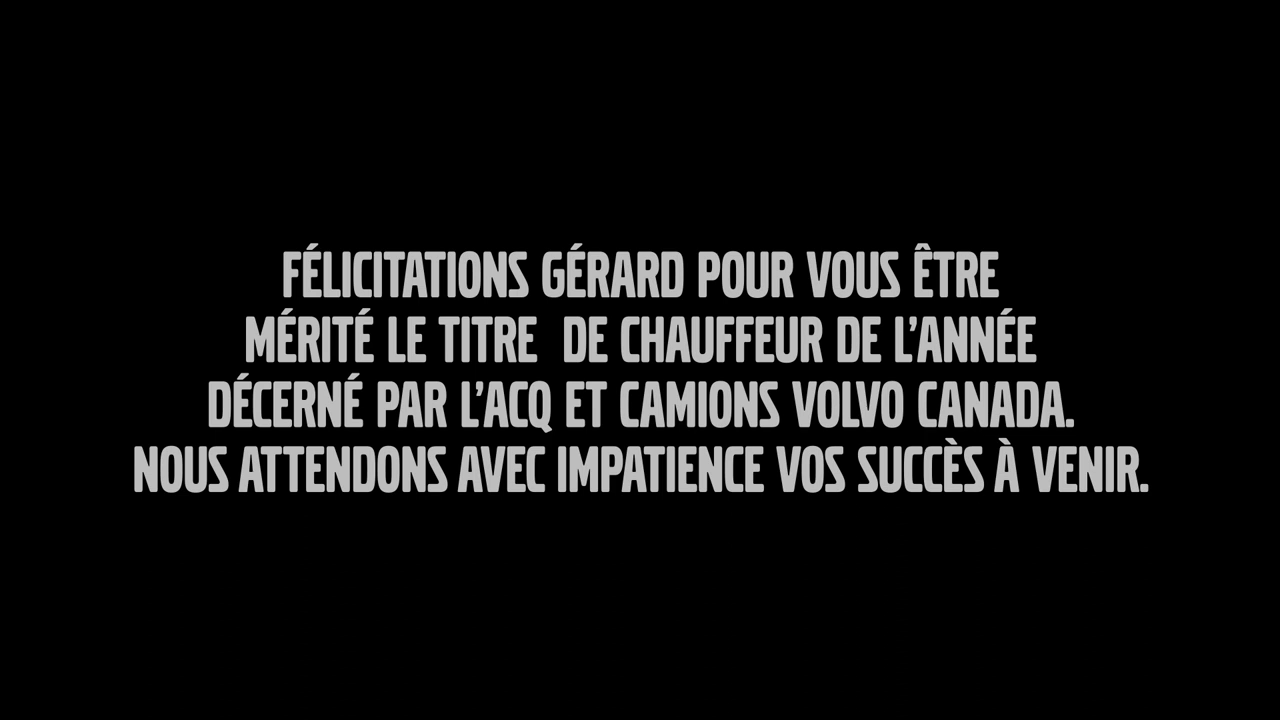 FÉLICITATIONS GÉRARD POUR VOUS ÊTRE
MÉRITÉ LE TITRE  DE CHAUFFEUR DE L’ANNÉE
DÉCERNÉ PAR L’ACQ ET CAMIONS VOLVO CANADA.
NOUS ATTENDONS AVEC IMPATIENCE VOS SUCCÈS À VENIR.